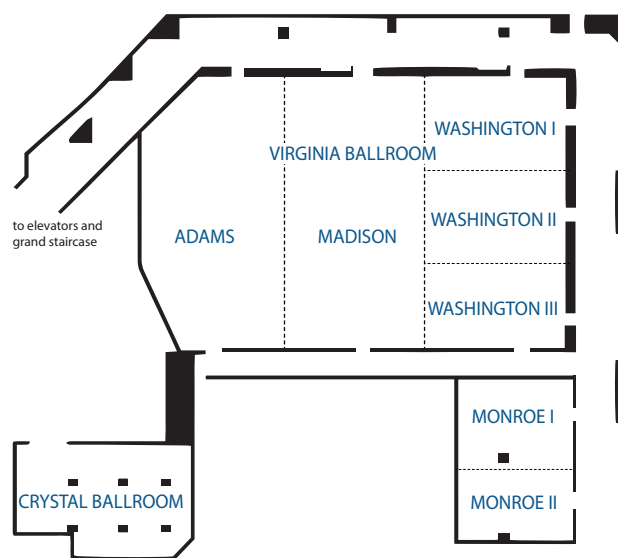 WASHINGTON I
VIRGINIA BALLROOM
to elevators and
grand staircase
ADAMS
MADISON
WASHINGTON II
WASHINGTON III
MONROE I
CRYSTAL BALLROOM
MONROE II